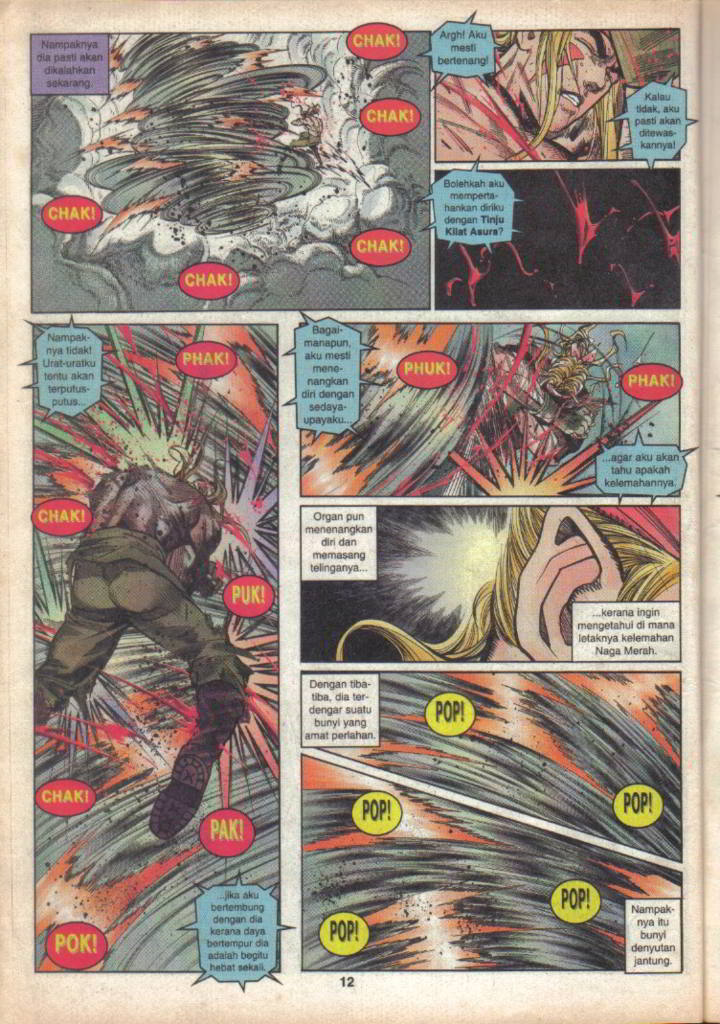 Nampaknya
dia pasti akan
dikalahkan
sekarang.
CHAK!
CHAK!
CHAK!
CHAK!
CHAK!
Argh! Aku
mesti
bertenang!
Kalau
tidak, aku
pasti akan
ditewas-
kannya!
Bolehkah aku
memperta-
hankan diriku
dengan Tinju
Kilat Asura?
Nampak-
nya tidak!
Urat-uratku
tentu akan
terputus-
putus...
PHAK!
CHAK!
PUK!
CHAK!
PAK!
POK!
...jika aku
bertembung
dengan dia
kerana daya
bertempur dia
adalah begitu
hebat sekali.
Bagai-
manapun,
aku mesti
mene-
nangkan
diri dengan
sedaya-
upayaku...
PHUK!
PHAK!
...agar aku akan
tahu apakah
kelemahannya.
Organ pun
menenangkan
diri dan
memasang
telinganya...
...kerana ingin
mengetahui di mana
letaknya kelemahan
Naga Merah.
Dengan tiba-
tiba, dia ter-
dengar suatu
bunyi yang
amat perlahan.
POP!
POP!
POP!
POP!
POP!
Nampak-
nya itu
bunyi
denyutan
jantung.
12